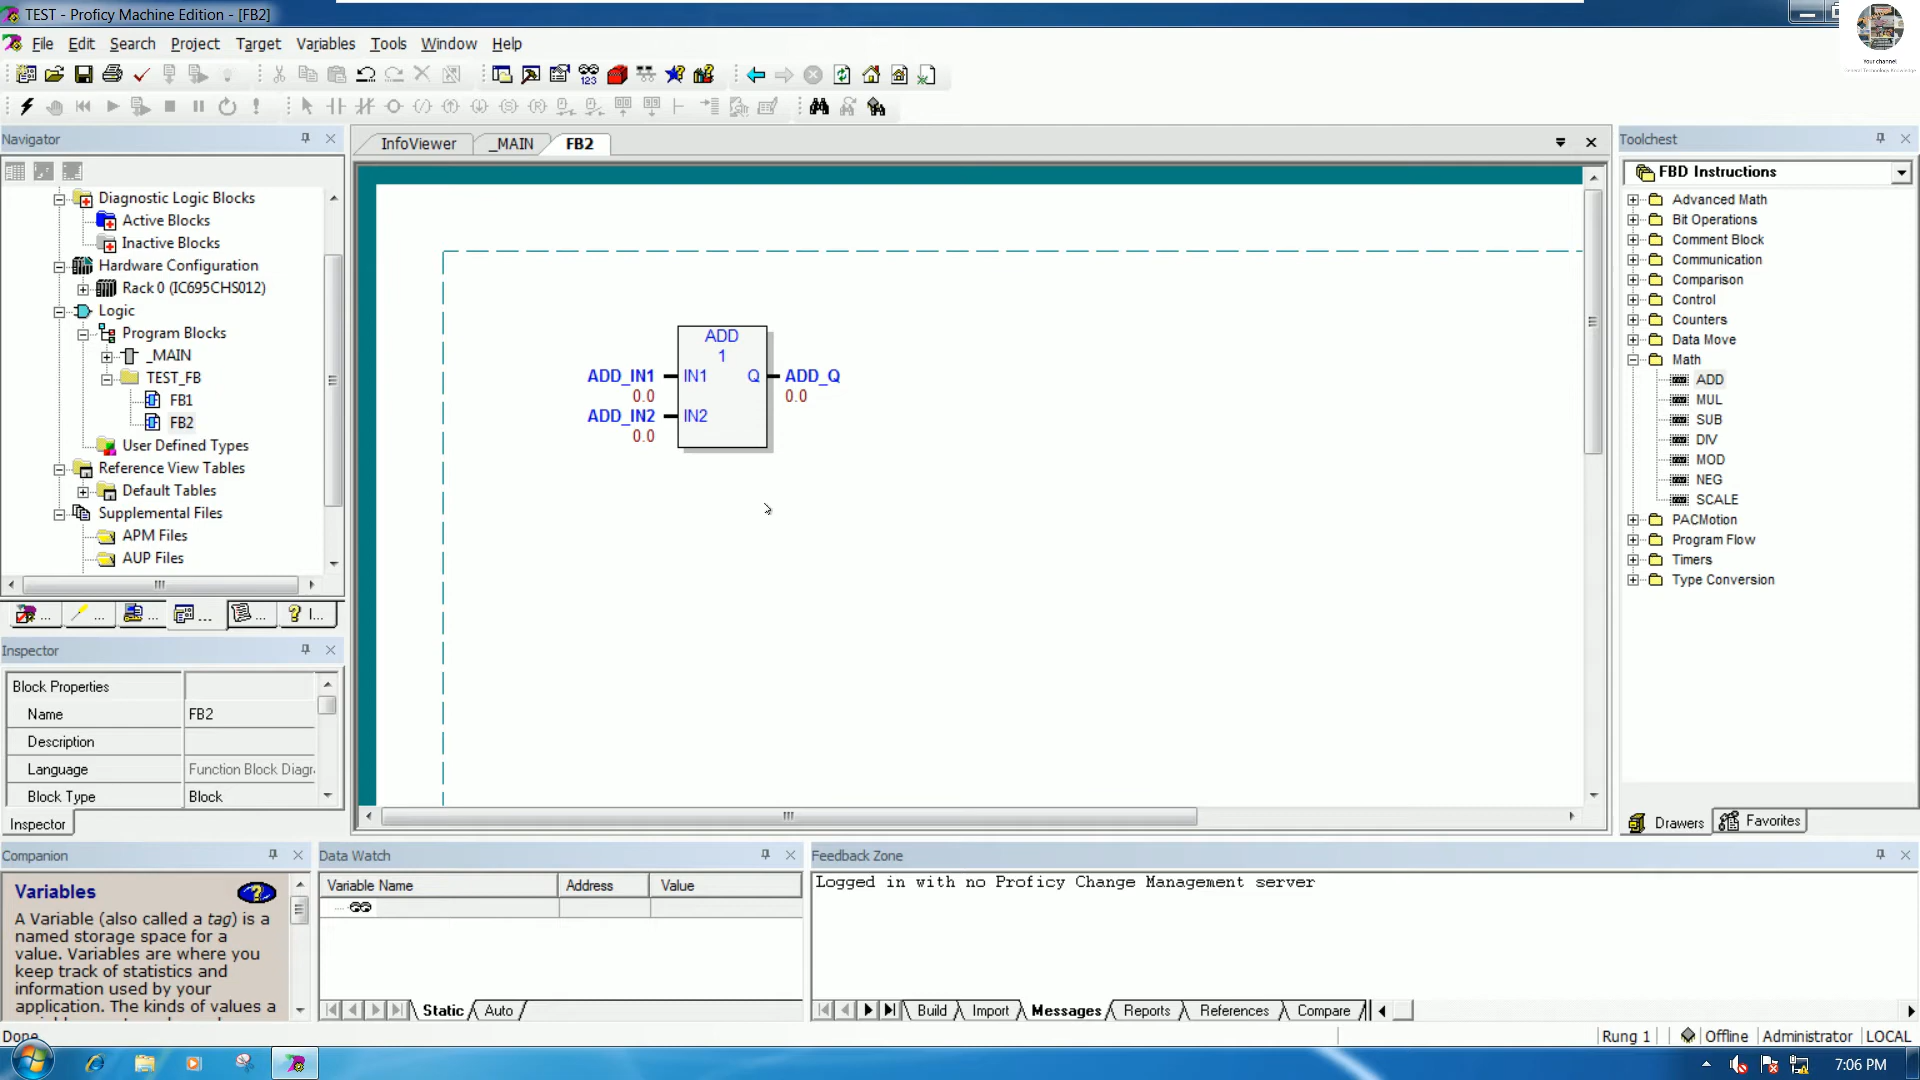 TEST - Proficy Machine Edition - [FB2]
Your channel
File Edit Search Project Target Variables Tools Window Help
Navigator
InfoViewer _MAIN FB2
Toolchest
Diagnostic Logic Blocks
Active Blocks
Inactive Blocks
Hardware Configuration
Rack 0 (IC695CHS012)
Logic
Program Blocks
_MAIN
TEST_FB
FB1
FB2
User Defined Types
Reference View Tables
Default Tables
Supplemental Files
APM Files
AUP Files
... ... ... ... ... I...
ADD
1
ADD_IN1 IN1 Q ADD_Q
0.0 0.0
ADD_IN2 IN2
0.0
FBD Instructions
Advanced Math
Bit Operations
Comment Block
Communication
Comparison
Control
Counters
Data Move
Math
ADD
MUL
SUB
DIV
MOD
NEG
SCALE
PACMotion
Program Flow
Timers
Type Conversion
Drawers Favorites
Inspector
Block Properties
Name FB2
Description
Language Function Block Diagr
Block Type Block
Inspector
Companion
Variables
A Variable (also called a tag) is a
named storage space for a
value. Variables are where you
keep track of statistics and
information used by your
application. The kinds of values a
Data Watch
Variable Name Address Value
Static Auto
Feedback Zone
Logged in with no Proficy Change Management server
Build Import Messages Reports References Compare
Done
Rung 1 Offline Administrator LOCAL
7:06 PM